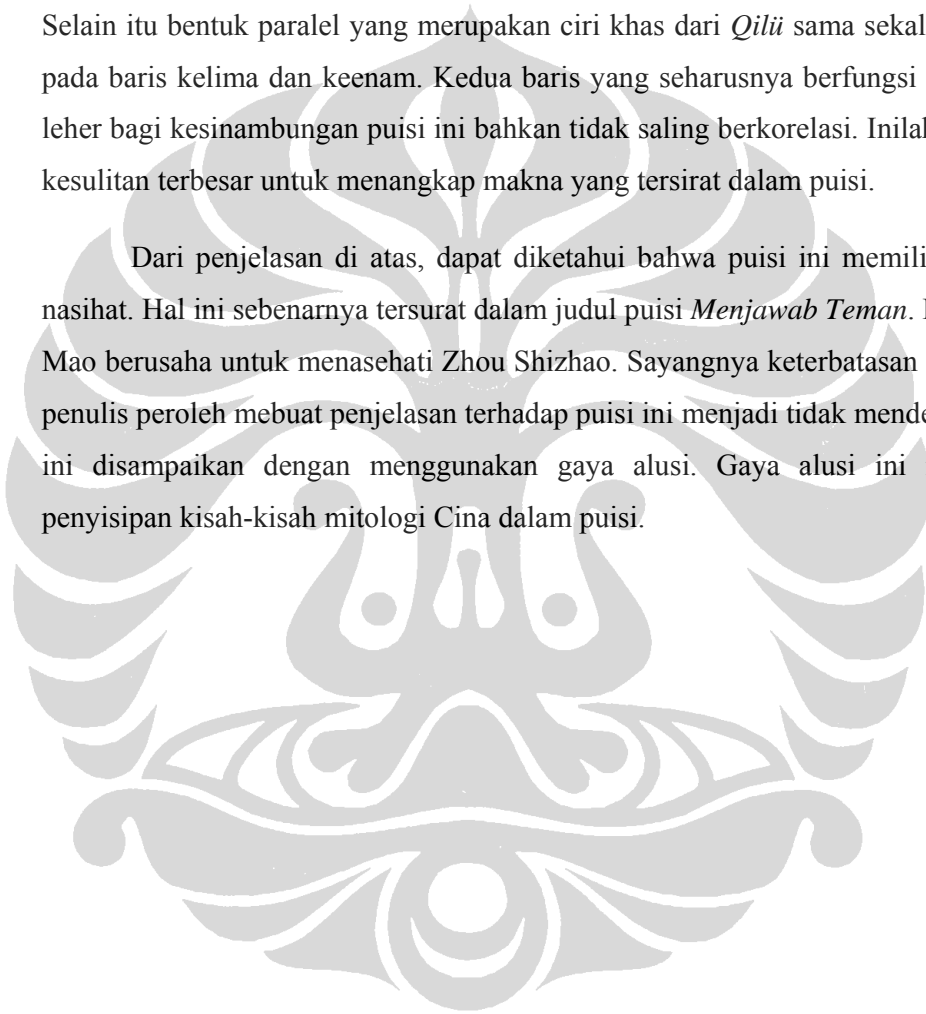 Selain itu bentuk paralel yang merupakan ciri khas dari Qilü sama sekal
pada baris kelima dan keenam. Kedua baris yang seharusnya berfungsi
leher bagi kesinambungan puisi ini bahkan tidak saling berkorelasi. Inila
kesulitan terbesar untuk menangkap makna yang tersirat dalam puisi.
Dari penjelasan di atas, dapat diketahui bahwa puisi ini memili
nasihat. Hal ini sebenarnya tersurat dalam judul puisi Menjawab Teman.
Mao berusaha untuk menasehati Zhou Shizhao. Sayangnya keterbatasan
penulis peroleh mebuat penjelasan terhadap puisi ini menjadi tidak mende
ini disampaikan dengan menggunakan gaya alusi. Gaya alusi ini
penyisipan kisah-kisah mitologi Cina dalam puisi.